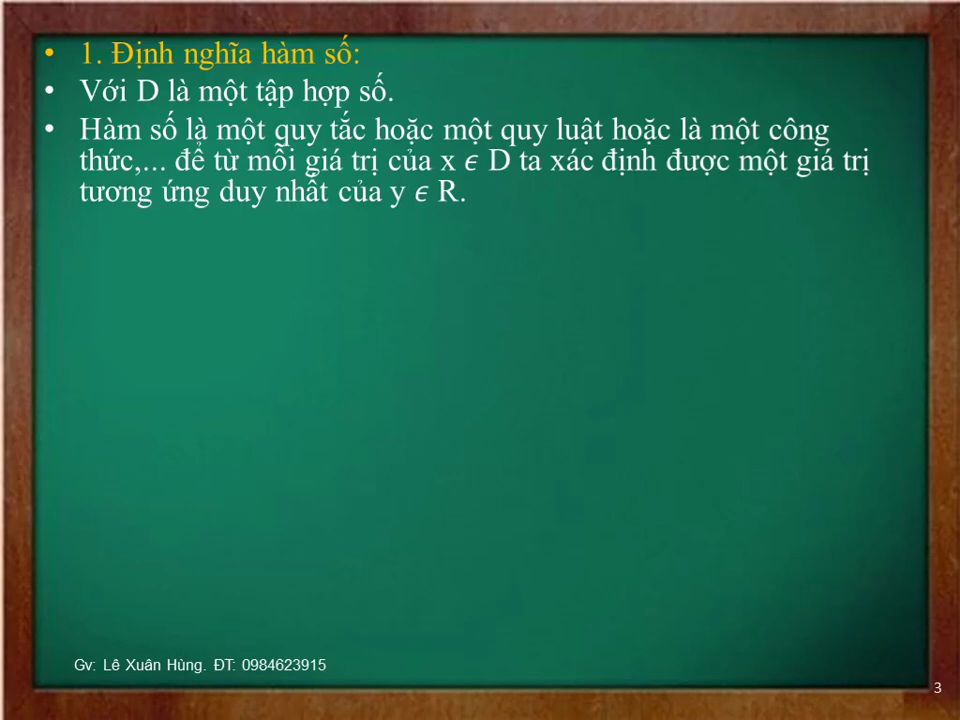 • 1. Định nghĩa hàm số:
• Với D là một tập hợp số.
• Hàm số là một quy tắc hoặc một quy luật hoặc là một công
thức,... để từ mỗi giá trị của x ϵ D ta xác định được một giá trị
tương ứng duy nhất của y ϵ R.
Gv: Lê Xuân Hùng. ĐT: 0984623915
3